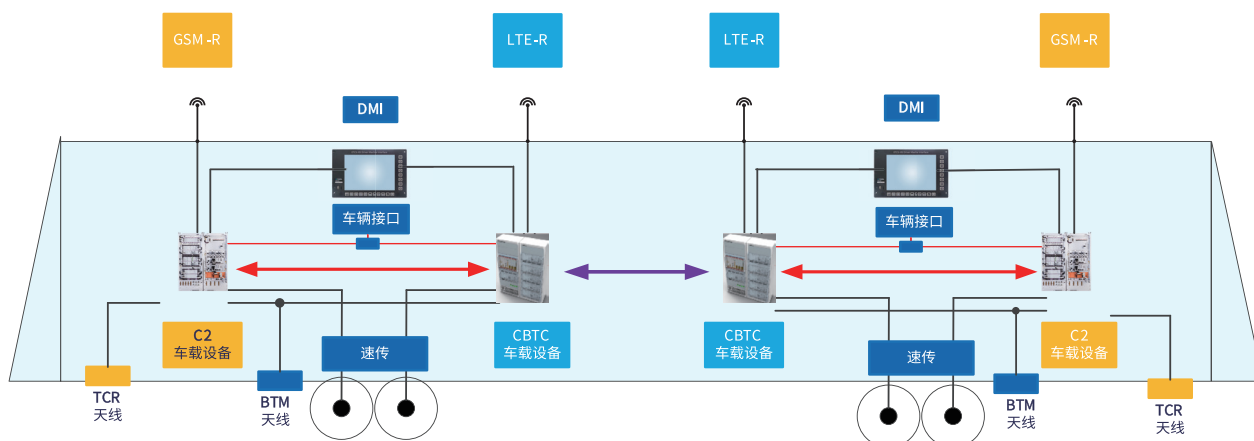 GSM-R
LTE-R
LTE-R
GSM-R
DMI
DMI
车辆接口
车辆接口
C2
车载设备
速传
CBTC
车载设备
CBTC
车载设备
速传
C2
车载设备
TCR
天线
BTM
天线
BTM
天线
TCR
天线